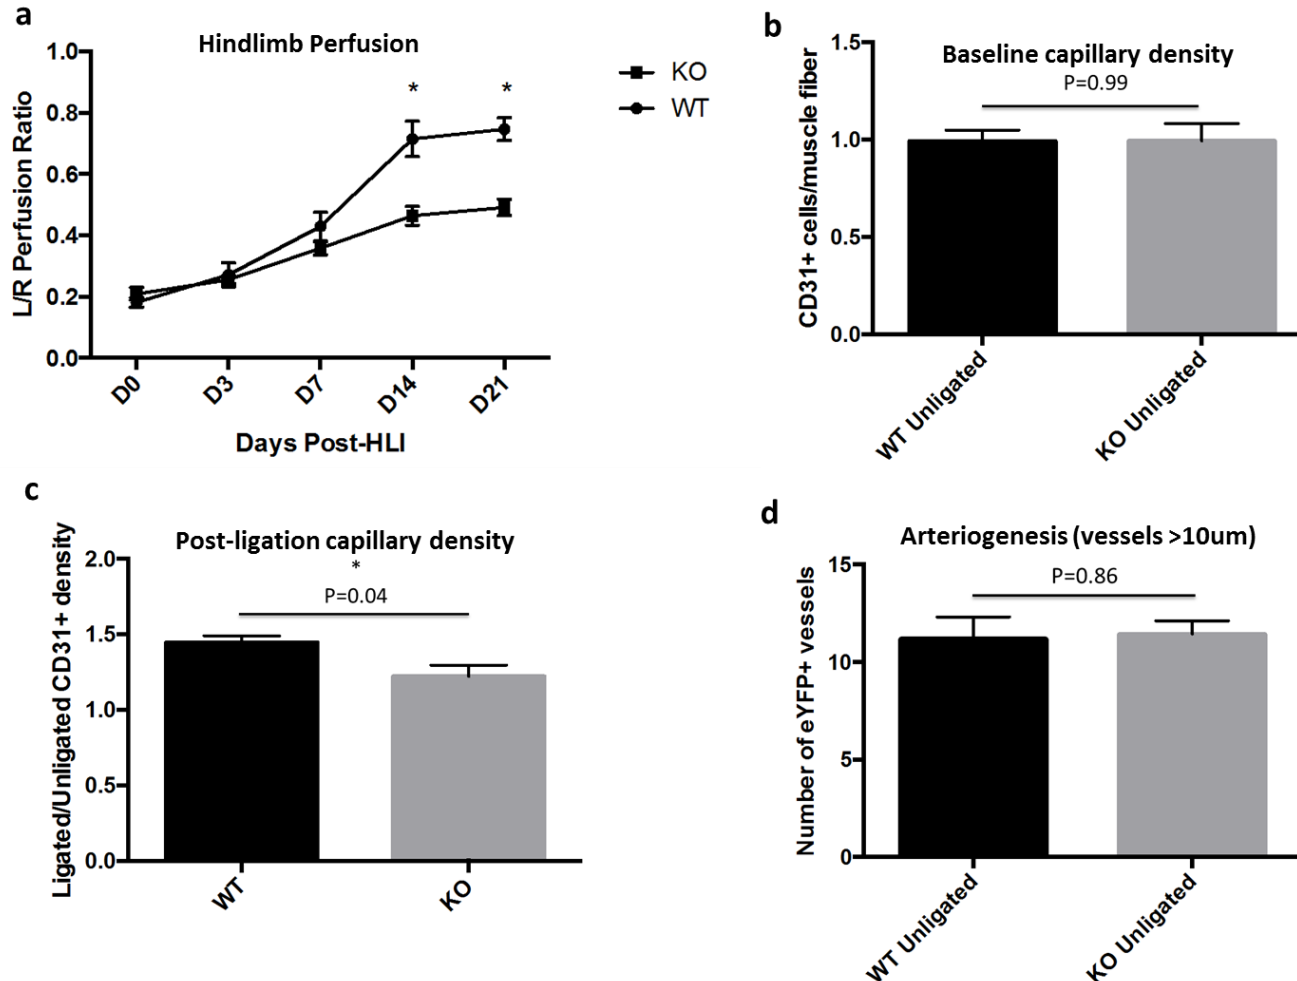 a
Hindlimb Perfusion
L/R Perfusion Ratio
1.0
0.8
0.6
0.4
0.2
0.0
* *
D0 D3 D7 D14 D21
Days Post-HLI
KO
WT
b
Baseline capillary density
P=0.99
CD31+ cells/muscle fiber
1.5
1.0
0.5
0.0
WT Unligated
KO Unligated
c
Post-ligation capillary density
*
P=0.04
Ligated/Unligated CD31+ density
2.0
1.5
1.0
0.5
0.0
WT
KO
d
Arteriogenesis (vessels >10um)
P=0.86
Number of eYFP+ vessels
15
10
5
0
WT Unligated
KO Unligated